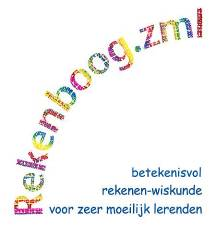 Rekenboog.zml
betekenisvol
rekenen-wiskunde
voor zeer moeilijk lerenden